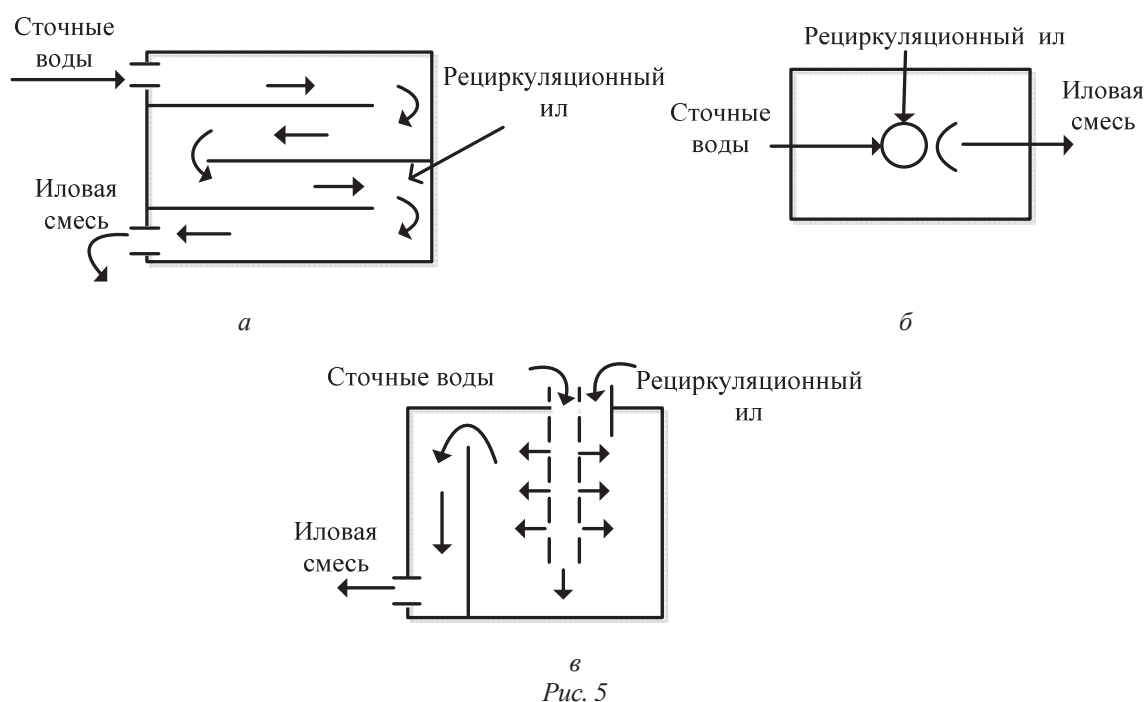 Сточные
воды
Рециркуляционный
ил
Иловая
смесь
а
Рециркуляционный ил
Сточные
воды
Иловая
смесь
б
Сточные воды
Рециркуляционный
ил
Иловая
смесь
в
Рис. 5